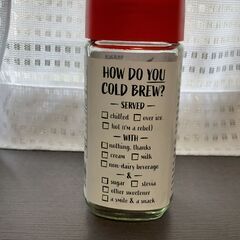 HOW DO YOU
COLD BREW?
SERVED
chilled over ice
hot (i'm a rebel)
WITH
nothing, thanks
cream milk
non-dairy beverage
&
sugar stevia
other sweetener
a smile & a snack